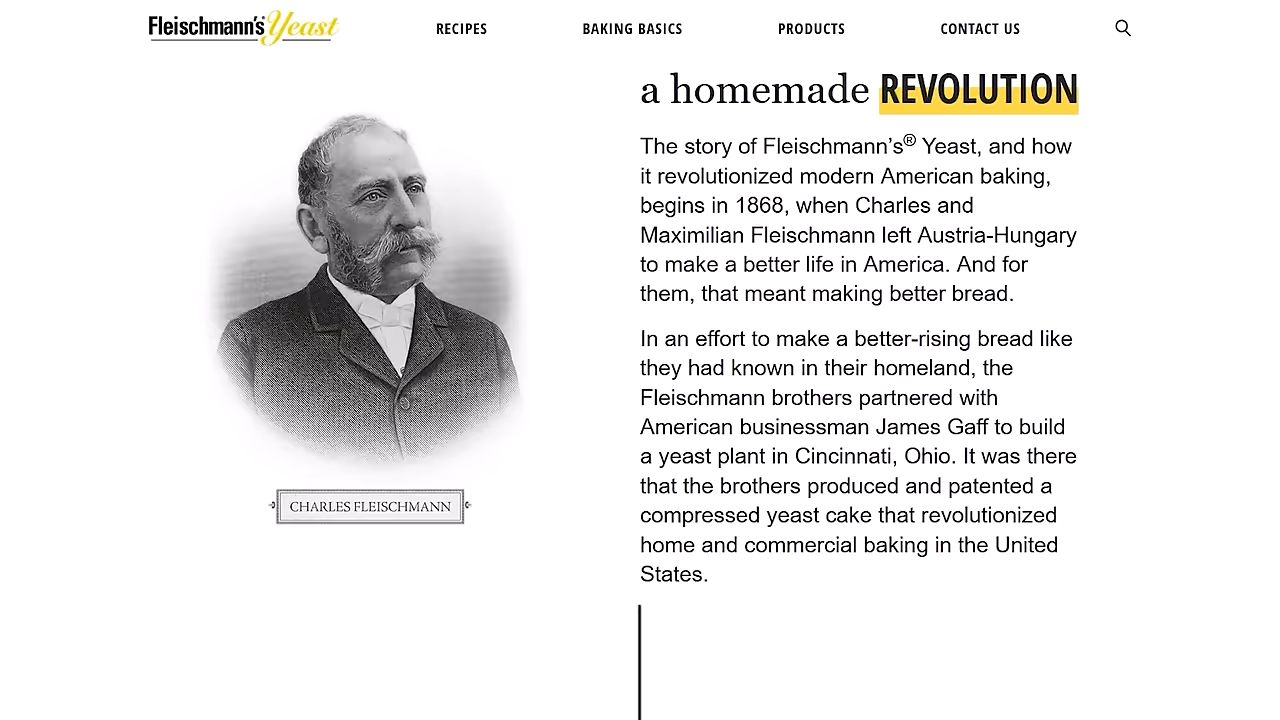 Fleischmann's Yeast
RECIPES
BAKING BASICS
PRODUCTS
CONTACT US
a homemade REVOLUTION
The story of Fleischmann’s® Yeast, and how
it revolutionized modern American baking,
begins in 1868, when Charles and
Maximilian Fleischmann left Austria-Hungary
to make a better life in America. And for
them, that meant making better bread.
In an effort to make a better-rising bread like
they had known in their homeland, the
Fleischmann brothers partnered with
American businessman James Gaff to build
a yeast plant in Cincinnati, Ohio. It was there
that the brothers produced and patented a
compressed yeast cake that revolutionized
home and commercial baking in the United
States.
CHARLES FLEISCHMANN